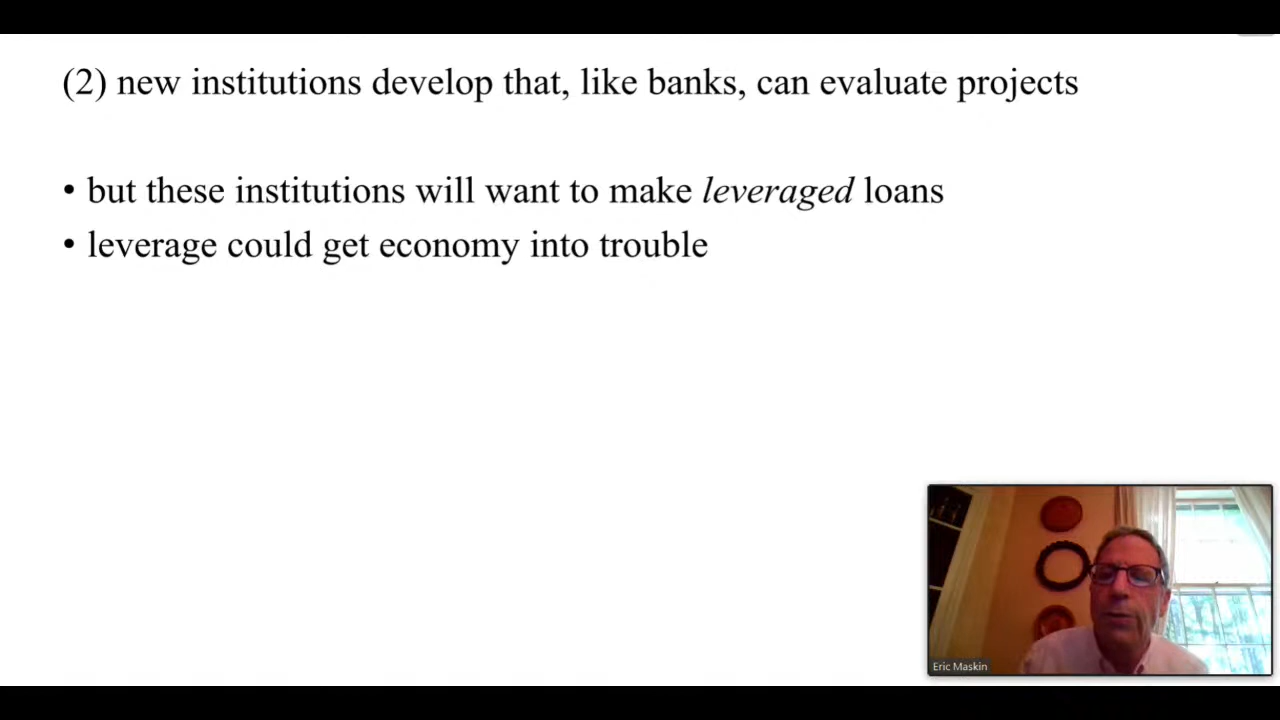 (2) new institutions develop that, like banks, can evaluate projects
• but these institutions will want to make leveraged loans
• leverage could get economy into trouble
Eric Maskin